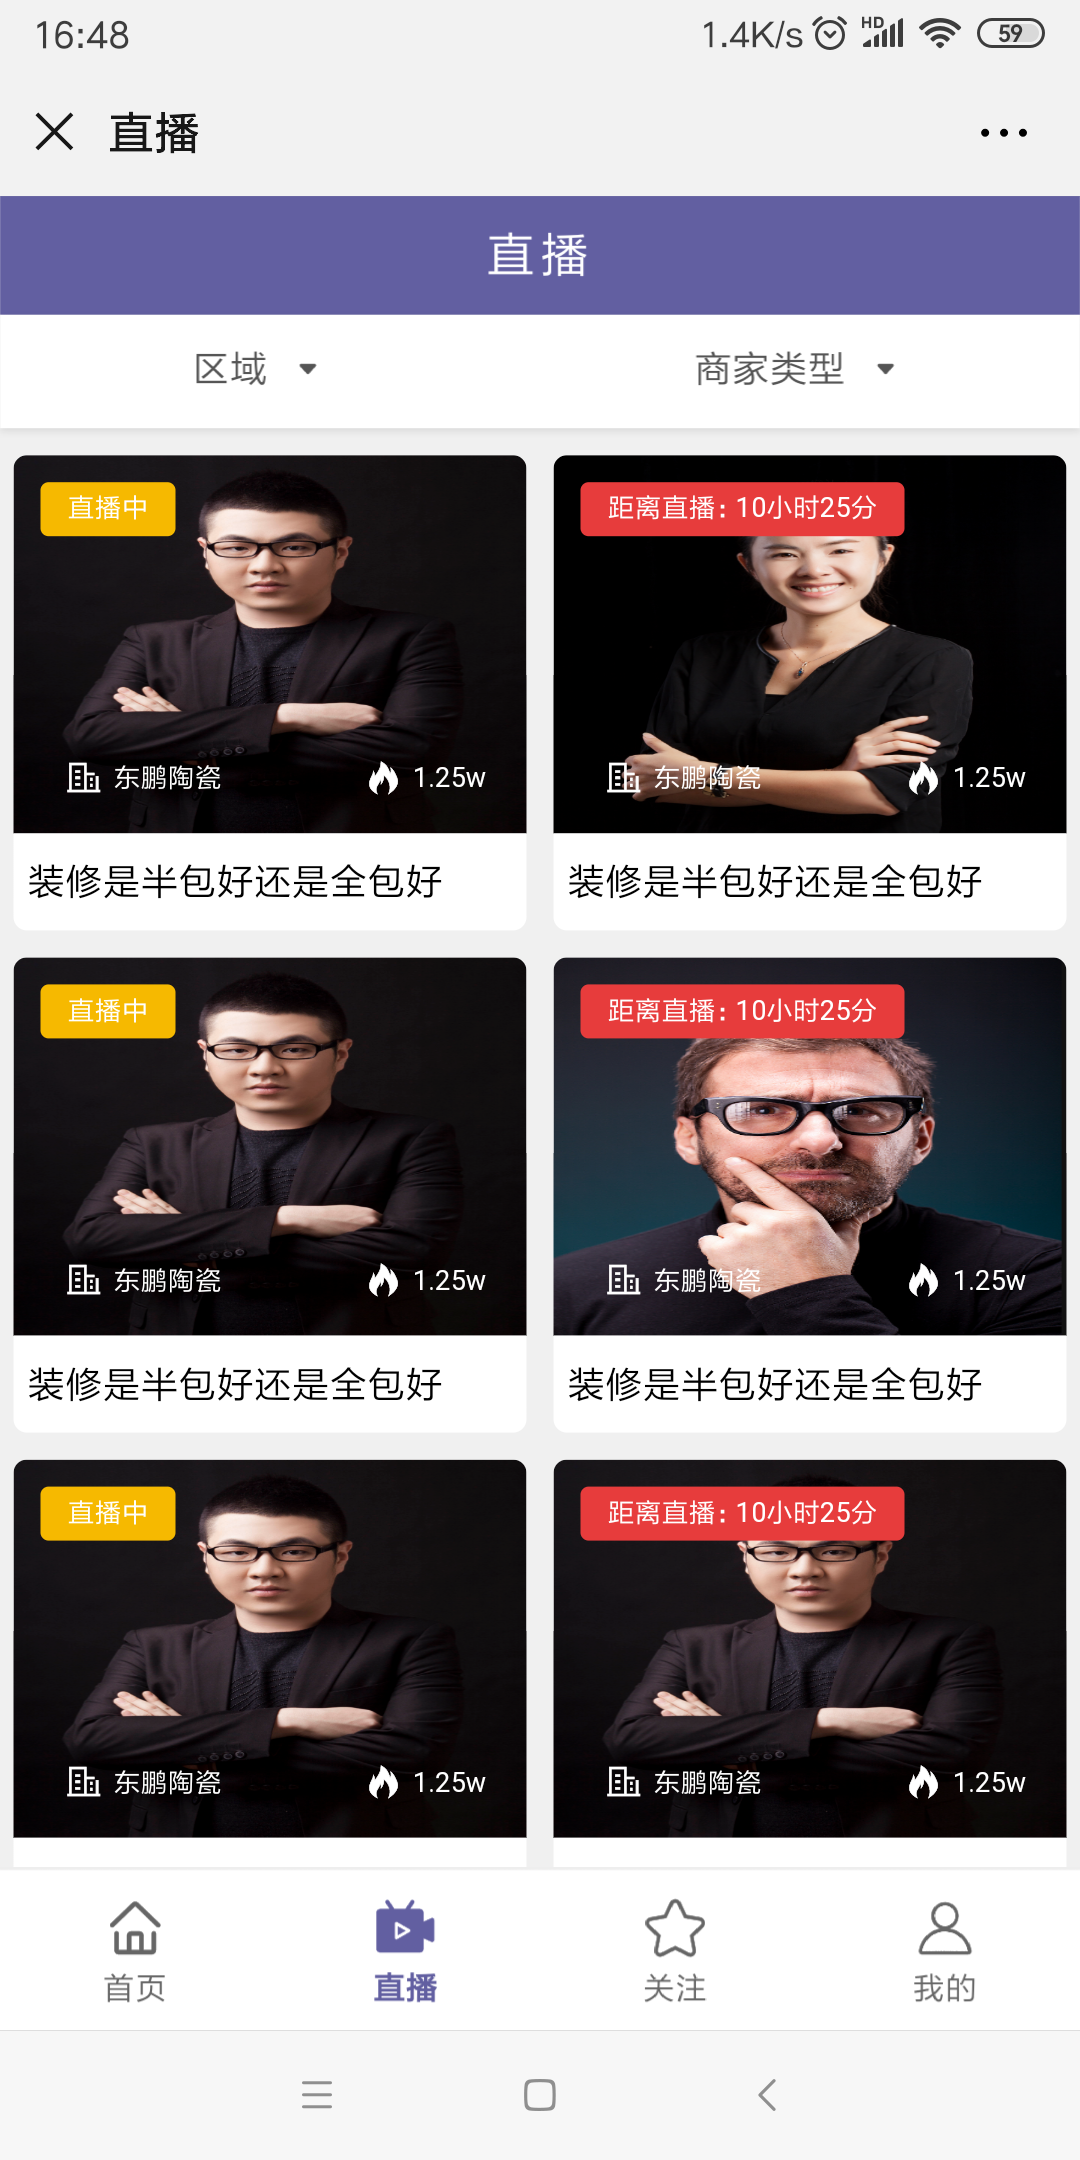 16:48
1.4K/s HD 59
直播
直播
区域
商家类型
直播中
距离直播: 10小时25分
东鹏陶瓷 1.25w
东鹏陶瓷 1.25w
装修是半包好还是全包好
装修是半包好还是全包好
直播中
距离直播: 10小时25分
东鹏陶瓷 1.25w
东鹏陶瓷 1.25w
装修是半包好还是全包好
装修是半包好还是全包好
直播中
距离直播: 10小时25分
东鹏陶瓷 1.25w
东鹏陶瓷 1.25w
首页
直播
关注
我的